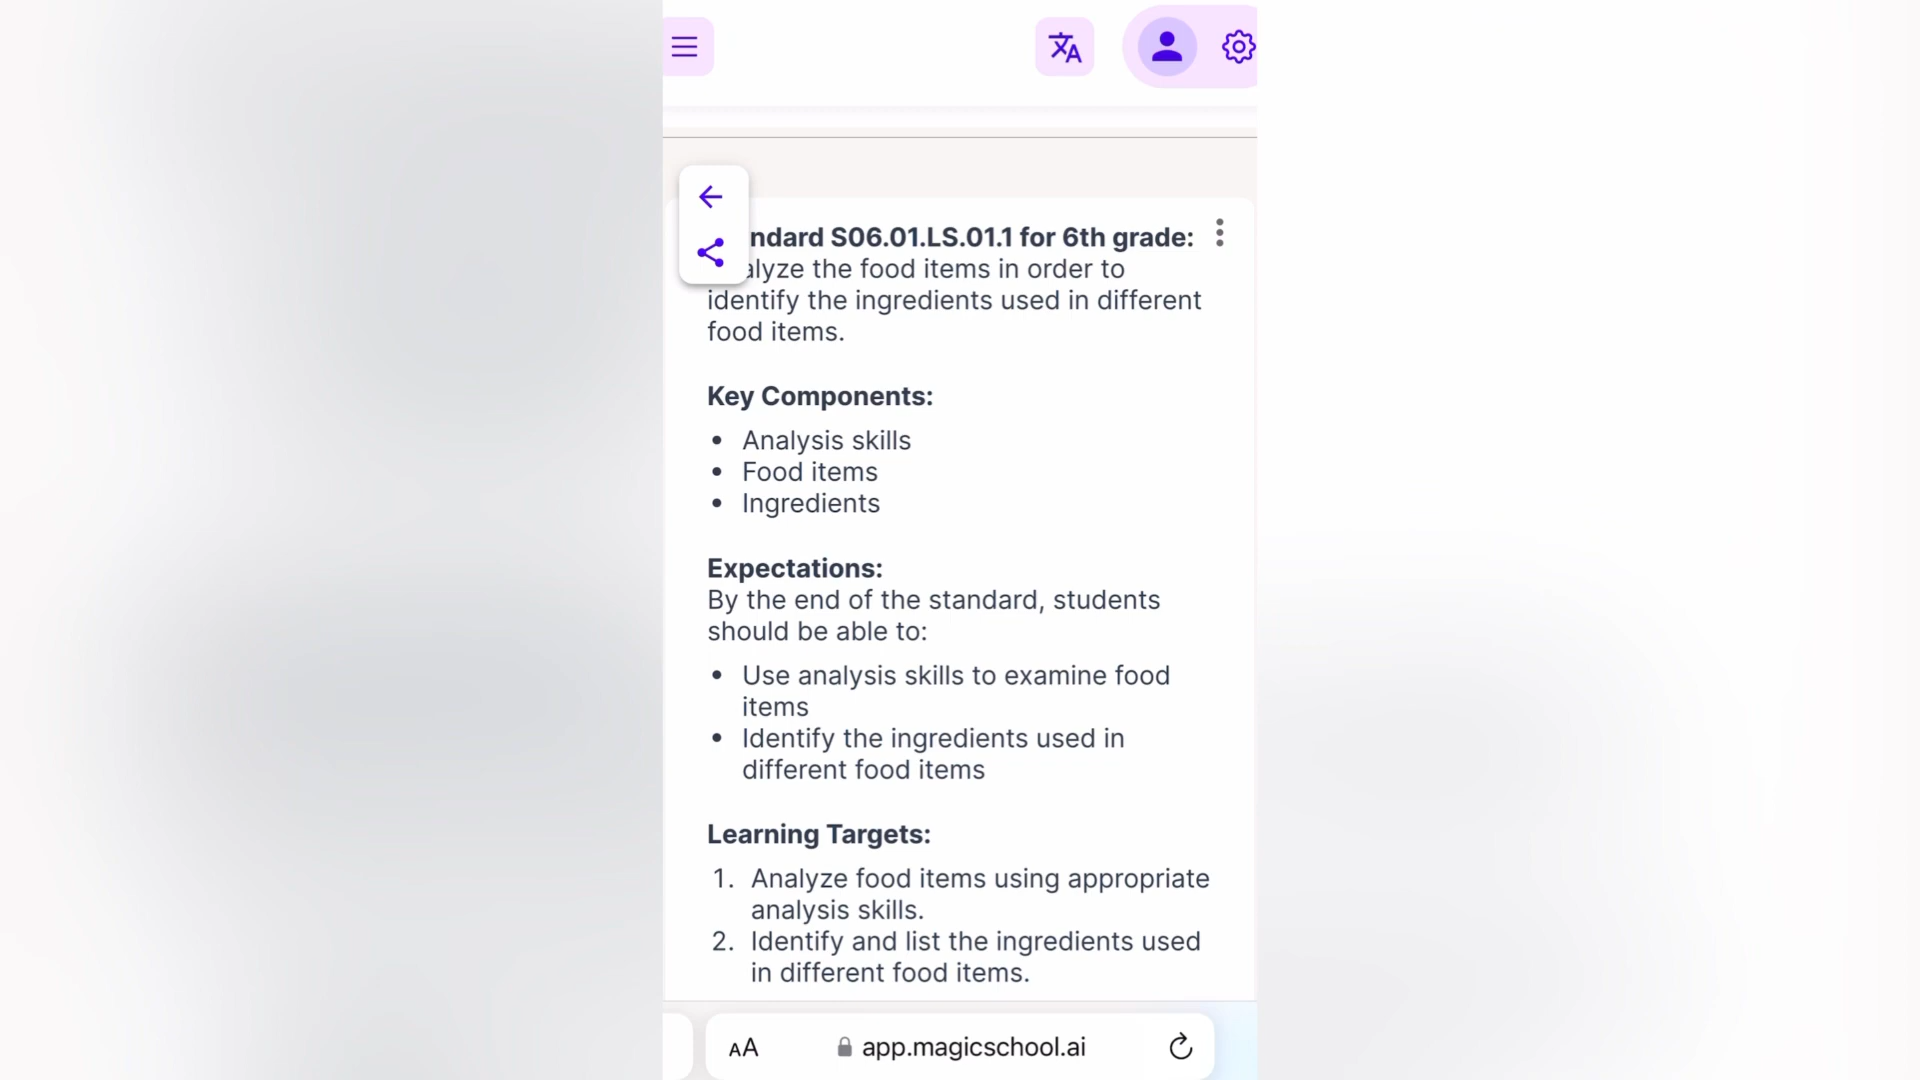 ndard S06.01.LS.01.1 for 6th grade:
alyze the food items in order to
identify the ingredients used in different
food items.
Key Components:
• Analysis skills
• Food items
• Ingredients
Expectations:
By the end of the standard, students
should be able to:
• Use analysis skills to examine food
items
• Identify the ingredients used in
different food items
Learning Targets:
1. Analyze food items using appropriate
analysis skills.
2. Identify and list the ingredients used
in different food items.
AA app.magicschool.ai